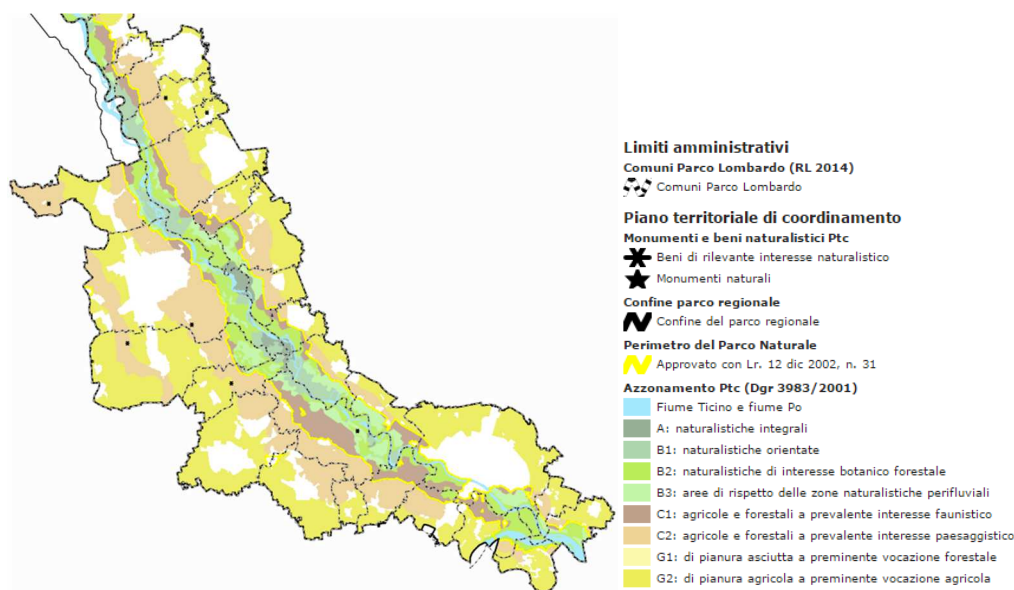 Limiti amministrativi
Comuni Parco Lombardo (RL 2014)
Comuni Parco Lombardo
Piano territoriale di coordinamento
Monumenti e beni naturalistici Ptc
Beni di rilevante interesse naturalistico
Monumenti naturali
Confine parco regionale
Confine del parco regionale
Perimetro del Parco Naturale
Approvato con Lr. 12 dic 2002, n. 31
Azzonamento Ptc (Dgr 3983/2001)
Fiume Ticino e fiume Po
A: naturalistiche integrali
B1: naturalistiche orientate
B2: naturalistiche di interesse botanico forestale
B3: aree di rispetto delle zone naturalistiche perifluviali
C1: agricole e forestali a prevalente interesse faunistico
C2: agricole e forestali a prevalente interesse paesaggistico
G1: di pianura asciutta a preminente vocazione forestale
G2: di pianura agricola a preminente vocazione agricola